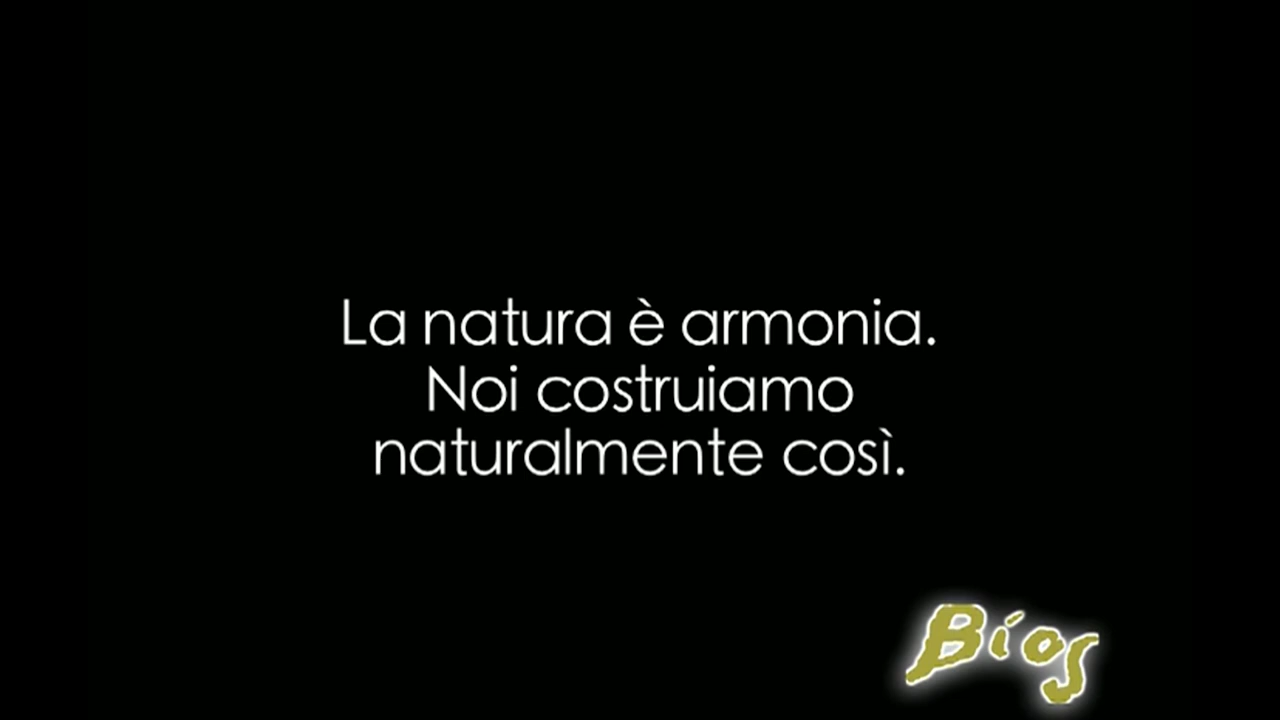 La natura è armonia.
Noi costruiamo
naturalmente così.
Bios